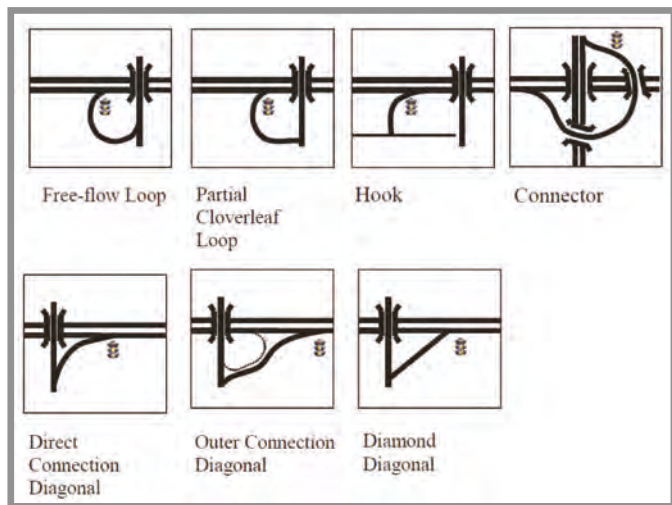 Free-flow Loop
Partial
Cloverleaf
Loop
Hook
Connector
Direct
Connection
Diagonal
Outer Connection
Diagonal
Diamond
Diagonal